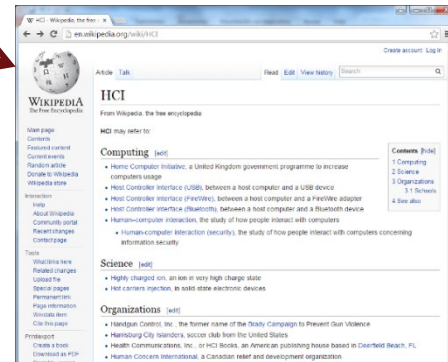 HCI - Wikipedia, the free
en.wikipedia.org/wiki/HCI
Create account Log in
Article Talk
Read Edit View history Search
WIKIPEDIA
The Free Encyclopedia
HCI
From Wikipedia, the free encyclopedia
HCI may refer to:
Main page
Contents
Featured content
Current events
Random article
Donate to Wikipedia
Wikipedia store
Interaction
Help
About Wikipedia
Community portal
Recent changes
Contact page
Tools
What links here
Related changes
Upload file
Special pages
Permanent link
Page information
Wikidata item
Cite this page
Print/export
Create a book
Download as PDF
Computing [edit]
• Home Computer Initiative, a United Kingdom government programme to increase
computers usage
• Host Controller Interface (USB), between a host computer and a USB device
• Host Controller Interface (FireWire), between a host computer and a FireWire adapter
• Host Controller Interface (Bluetooth), between a host computer and a Bluetooth device
• Human–computer interaction, the study of how people interact with computers
• Human-computer interaction (security), the study of how people interact with computers concerning
information security
Contents [hide]
1 Computing
2 Science
3 Organizations
3.1 Schools
4 See also
Science [edit]
• Highly charged ion, an ion in very high charge state
• Hot carriers injection, in solid state electronic devices
Organizations [edit]
• Handgun Control, Inc., the former name of the Brady Campaign to Prevent Gun Violence
• Harrisburg City Islanders, soccer club from the United States
• Health Communications, Inc., or HCI Books, an American publishing house based in Deerfield Beach, FL
• Human Concern International, a Canadian relief and development organization